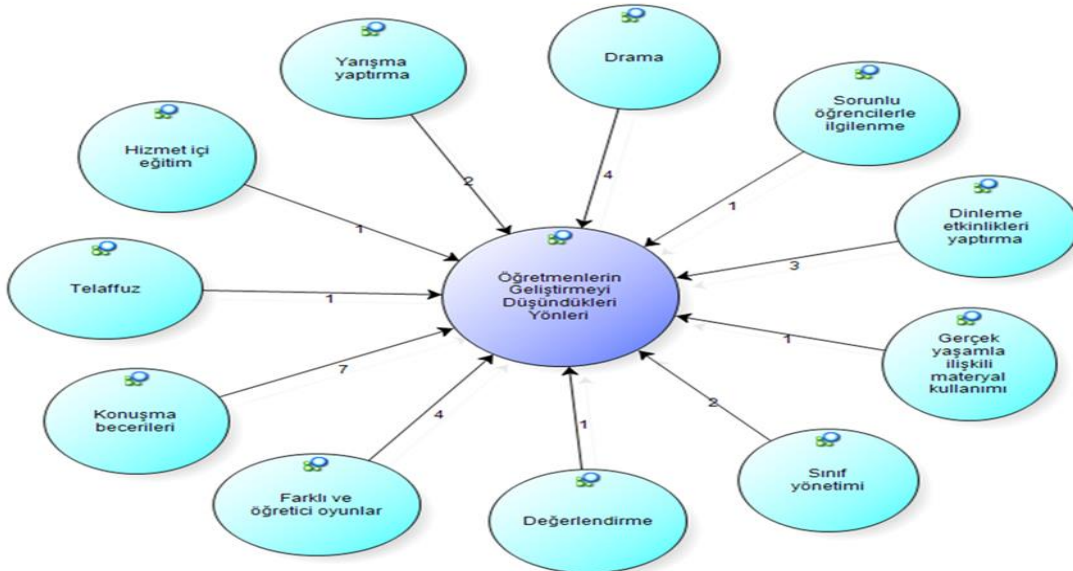 Yarışma
yaptırma
2
Drama
4
Sorunlu
öğrencilerle
ilgilenme
1
Dinleme
etkinlikleri
yaptırma
3
Gerçek
yaşamla
ilişkili
materyal
kullanımı
1
Sınıf
yönetimi
2
Değerlendirme
1
Farklı ve
öğretici oyunlar
4
Konuşma
becerileri
7
Telaffuz
1
Hizmet içi
eğitim
1
Öğretmenlerin
Geliştirmeyi
Düşündükleri
Yönleri